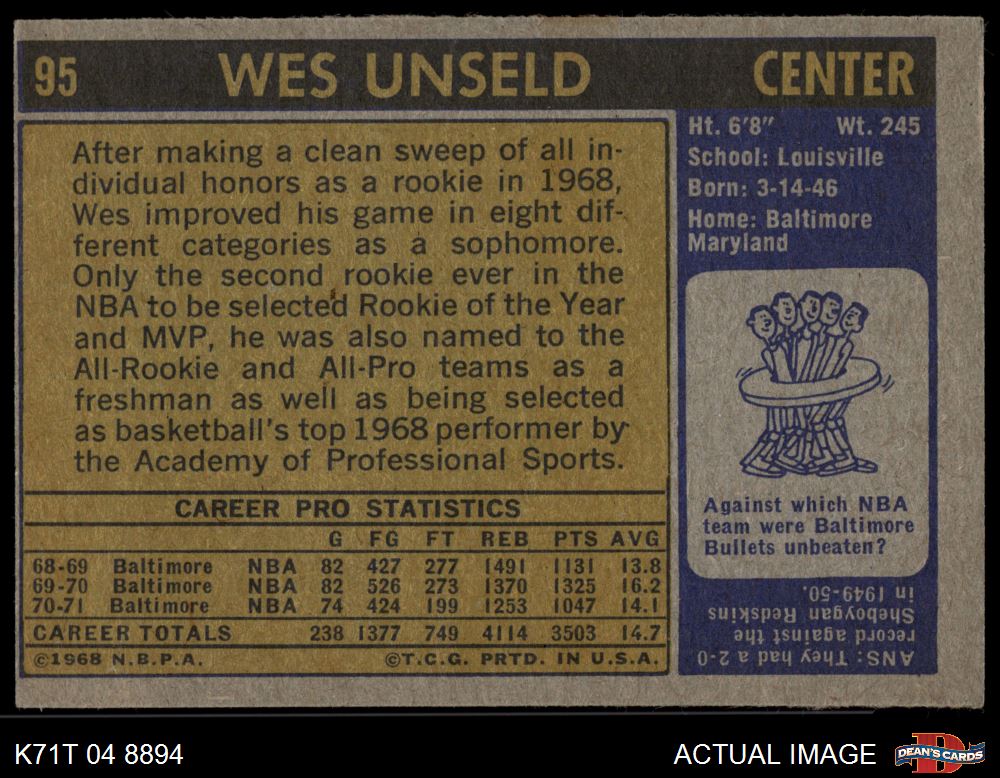 95 WES UNSELD CENTER
After making a clean sweep of all in-
dividual honors as a rookie in 1968,
Wes improved his game in eight dif-
ferent categories as a sophomore.
Only the second rookie ever in the
NBA to be selected Rookie of the Year
and MVP, he was also named to the
All-Rookie and All-Pro teams as a
freshman as well as being selected
as basketball's top 1968 performer by
the Academy of Professional Sports.
CAREER PRO STATISTICS
G FG FT REB PTS AVG
68-69 Baltimore NBA 82 427 277 1491 1131 13.8
69-70 Baltimore NBA 82 526 273 1370 1325 16.2
70-71 Baltimore NBA 74 424 199 1253 1047 14.1
CAREER TOTALS 238 1377 749 4114 3503 14.7
©1968 N.B.P.A. ©T.C.G. PRTD. IN U.S.A.
Ht. 6'8" Wt. 245
School: Louisville
Born: 3-14-46
Home: Baltimore
Maryland
Against which NBA
team were Baltimore
Bullets unbeaten?
ANS: They had a 2-0
record against the
Sheboygan Redskins
in 1949-50.
K71T 04 8894 ACTUAL IMAGE
DEAN'S CARDS